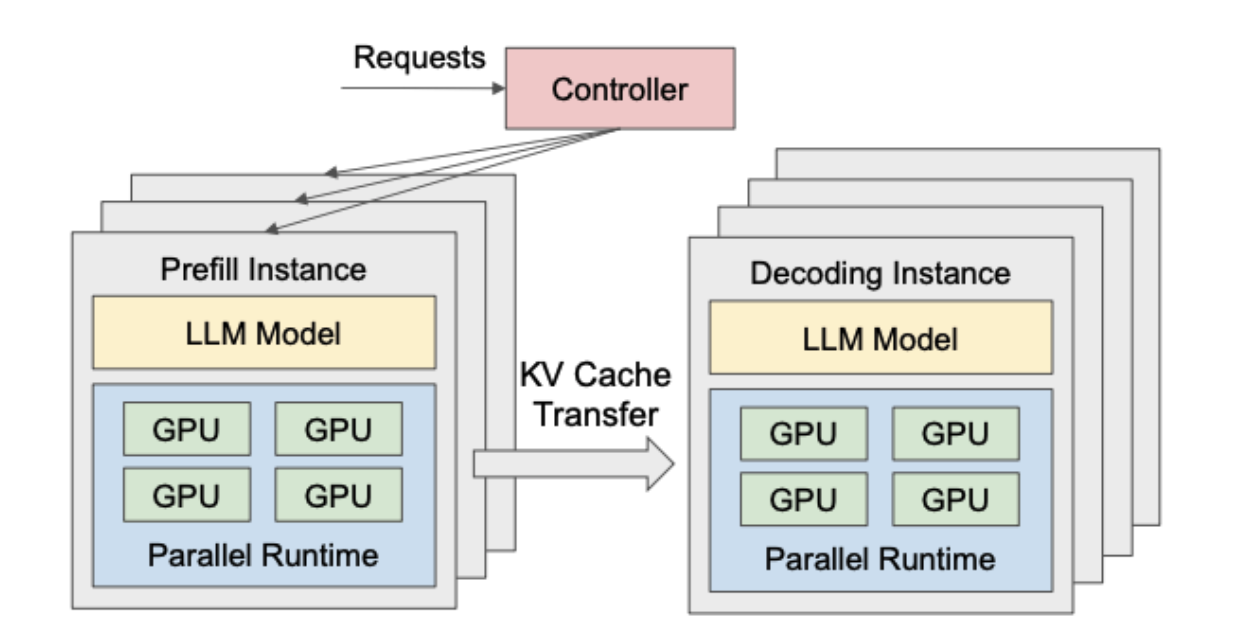 Requests
Controller
Prefill Instance
LLM Model
GPU GPU
GPU GPU
Parallel Runtime
KV Cache
Transfer
Decoding Instance
LLM Model
GPU GPU
GPU GPU
Parallel Runtime